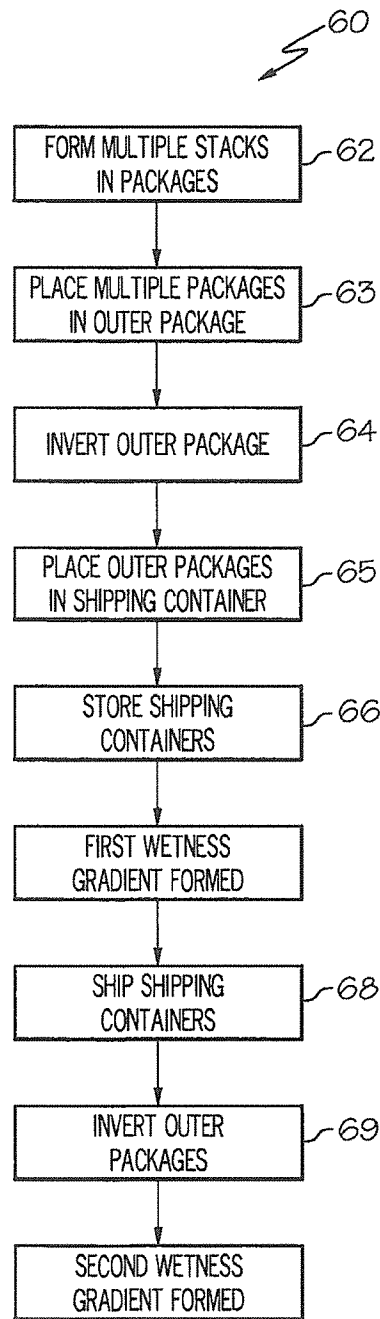 60
FORM MULTIPLE STACKS
IN PACKAGES
62
PLACE MULTIPLE PACKAGES
IN OUTER PACKAGE
63
INVERT OUTER PACKAGE
64
PLACE OUTER PACKAGES
IN SHIPPING CONTAINER
65
STORE SHIPPING
CONTAINERS
66
FIRST WETNESS
GRADIENT FORMED
SHIP SHIPPING
CONTAINERS
68
INVERT OUTER
PACKAGES
69
SECOND WETNESS
GRADIENT FORMED